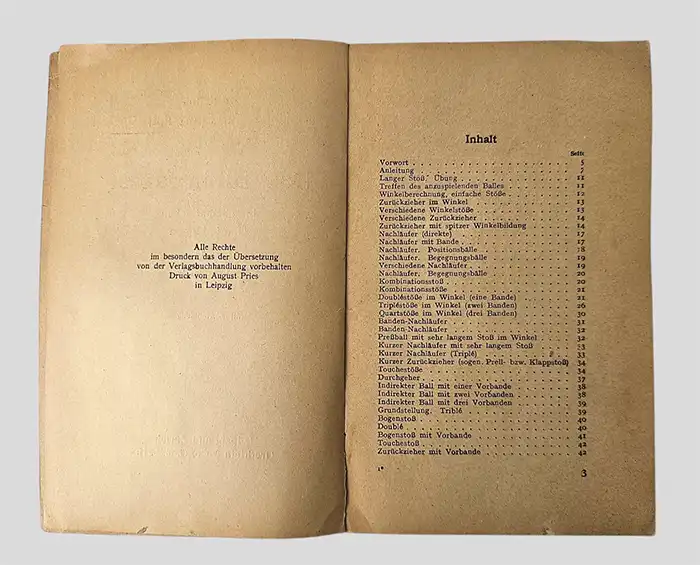 Alle Rechte
im besondern das der Übersetzung
von der Verlagsbuchhandlung vorbehalten
Druck von August Pries
in Leipzig
Inhalt
Seite
Vorwort 5
Anleitung 7
Langer Stoß, Übung 11
Treffen des anzuspielenden Balles 11
Winkelberechnung, einfache Stöße 12
Zurückzieher im Winkel 13
Verschiedene Winkelstöße 13
Verschiedene Zurückzieher 14
Zurückzieher mit spitzer Winkelbildung 14
Nachläufer (direkte) 17
Nachläufer mit Bande 17
Nachläufer. Positionsbälle 18
Nachläufer. Begegnungsbälle 19
Verschiedene Nachläufer 19
Nachläufer. Begegnungsbälle 20
Kombinationsstoß 20
Kombinationsstöße 21
Doubléstöße im Winkel (eine Bande) 21
Tripléstöße im Winkel (zwei Banden) 26
Quartstöße im Winkel (drei Banden) 30
Banden-Nachläufer 31
Banden-Nachläufer 32
Preßball mit sehr langem Stoß im Winkel 32
Kurzer Nachläufer mit sehr langem Stoß 33
Kurzer Nachläufer (Triplé) 33
Kurzer Zurückzieher (sogen. Prell- bzw. Klappstoß) 34
Touchestöße 34
Durchgeher 37
Indirekter Ball mit einer Vorbande 38
Indirekter Ball mit zwei Vorbanden 38
Indirekter Ball mit drei Vorbanden 39
Grundstellung. Triblé 39
Bogenstoß 40
Doublé 40
Bogenstoß mit Vorbande 41
Touchestoß 42
Zurückzieher mit Vorbande 42
1*
3